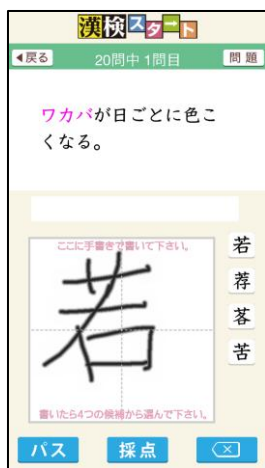 漢検スタート
◀戻る 20問中 1問目 問題
ワカバが日ごとに色こ
くなる。
ここに手書きで書いて下さい。
若
若
荐
茖
苦
書いたら4つの候補から選んで下さい。
パス 採点